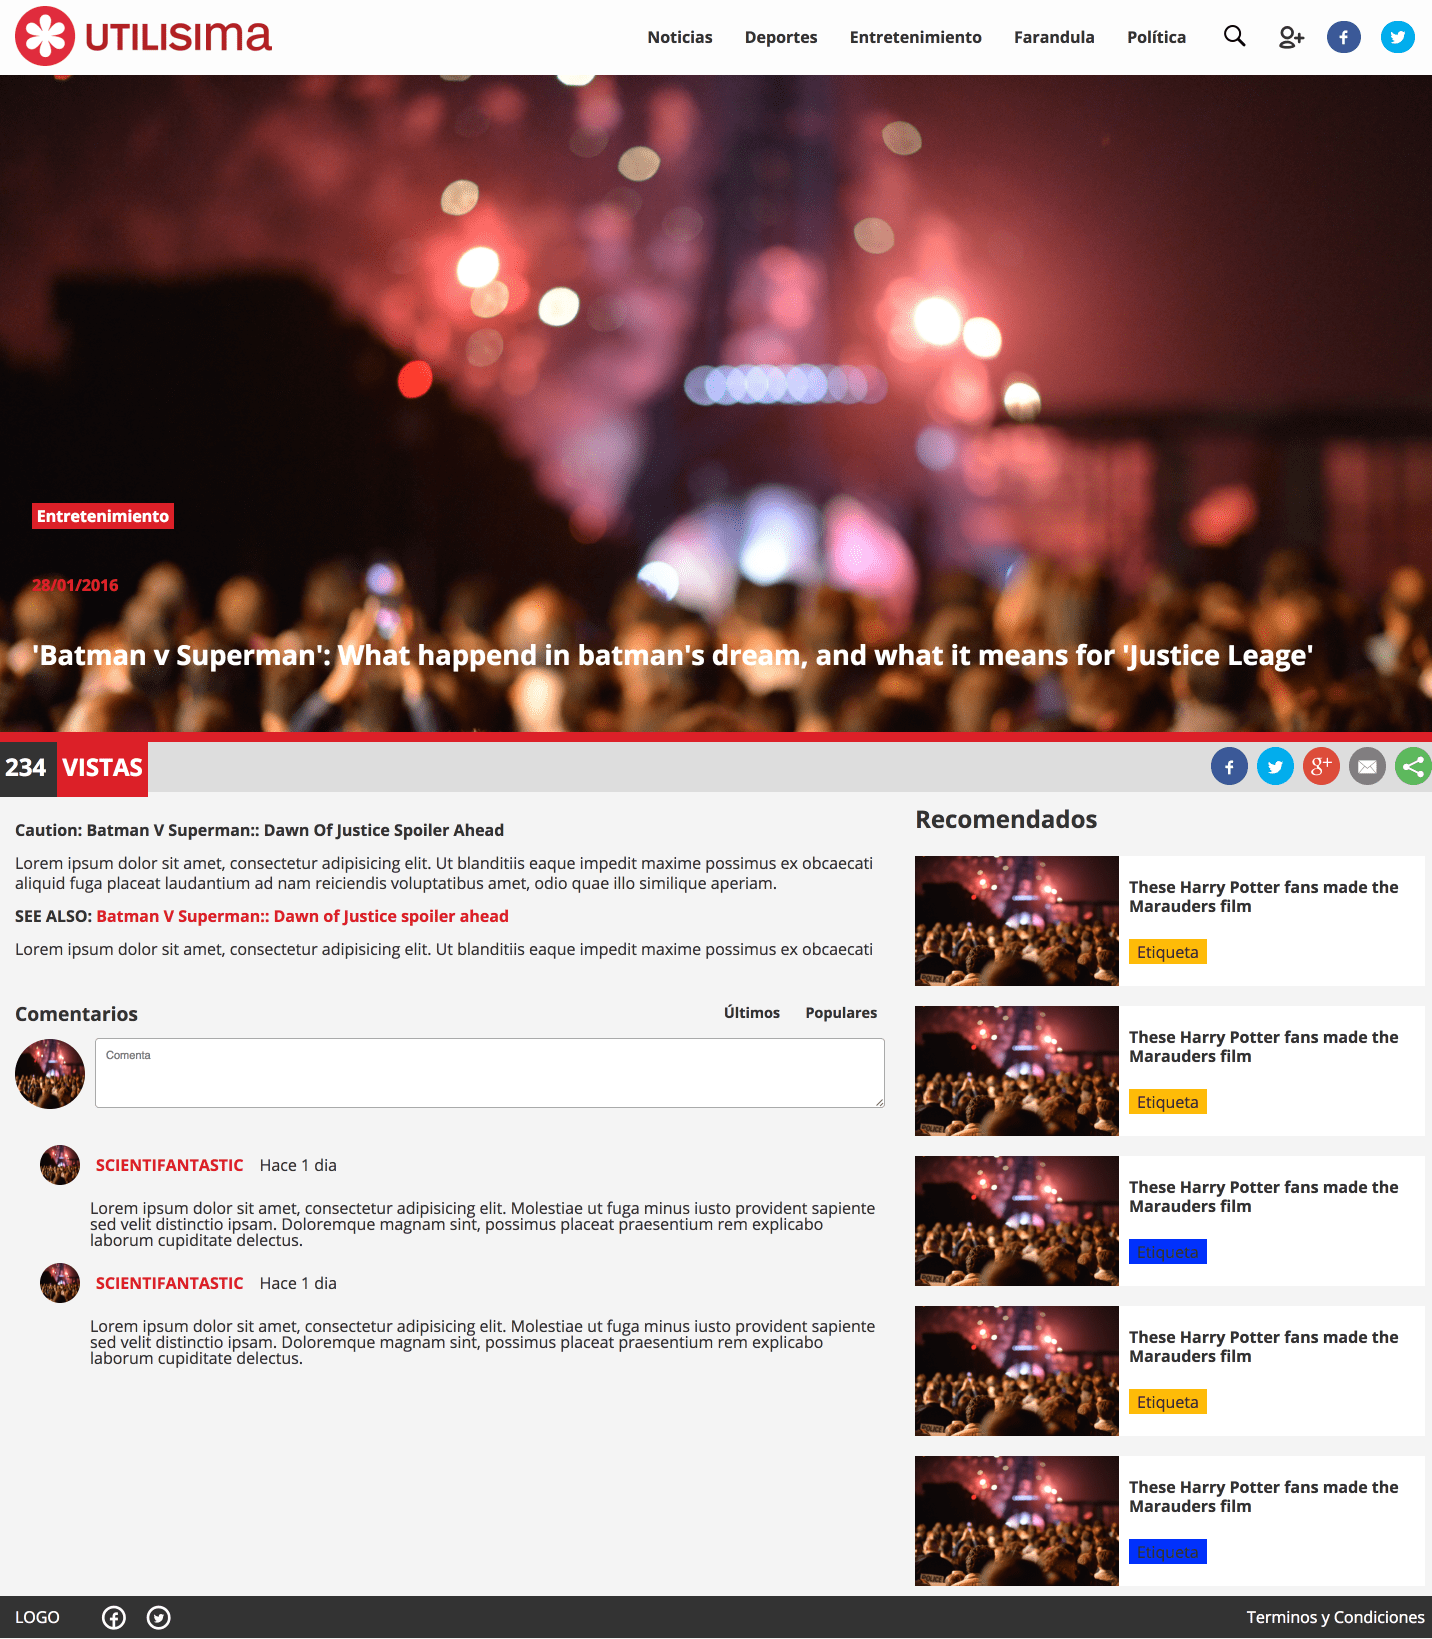 UTILISIMA
Noticias Deportes Entretenimiento Farandula Política
Entretenimiento
28/01/2016
'Batman v Superman': What happend in batman's dream, and what it means for 'Justice Leage'
234 VISTAS
Caution: Batman V Superman:: Dawn Of Justice Spoiler Ahead
Lorem ipsum dolor sit amet, consectetur adipisicing elit. Ut blanditiis eaque impedit maxime possimus ex obcaecati
aliquid fuga placeat laudantium ad nam reiciendis voluptatibus amet, odio quae illo similique aperiam.
SEE ALSO: Batman V Superman:: Dawn of Justice spoiler ahead
Lorem ipsum dolor sit amet, consectetur adipisicing elit. Ut blanditiis eaque impedit maxime possimus ex obcaecati
Comentarios
Últimos Populares
Comenta
SCIENTIFANTASTIC Hace 1 dia
Lorem ipsum dolor sit amet, consectetur adipisicing elit. Molestiae ut fuga minus iusto provident sapiente
sed velit distinctio ipsam. Doloremque magnam sint, possimus placeat praesentium rem explicabo
laborum cupiditate delectus.
SCIENTIFANTASTIC Hace 1 dia
Lorem ipsum dolor sit amet, consectetur adipisicing elit. Molestiae ut fuga minus iusto provident sapiente
sed velit distinctio ipsam. Doloremque magnam sint, possimus placeat praesentium rem explicabo
laborum cupiditate delectus.
Recomendados
These Harry Potter fans made the
Marauders film
Etiqueta
These Harry Potter fans made the
Marauders film
Etiqueta
These Harry Potter fans made the
Marauders film
Etiqueta
These Harry Potter fans made the
Marauders film
Etiqueta
These Harry Potter fans made the
Marauders film
Etiqueta
LOGO
Terminos y Condiciones